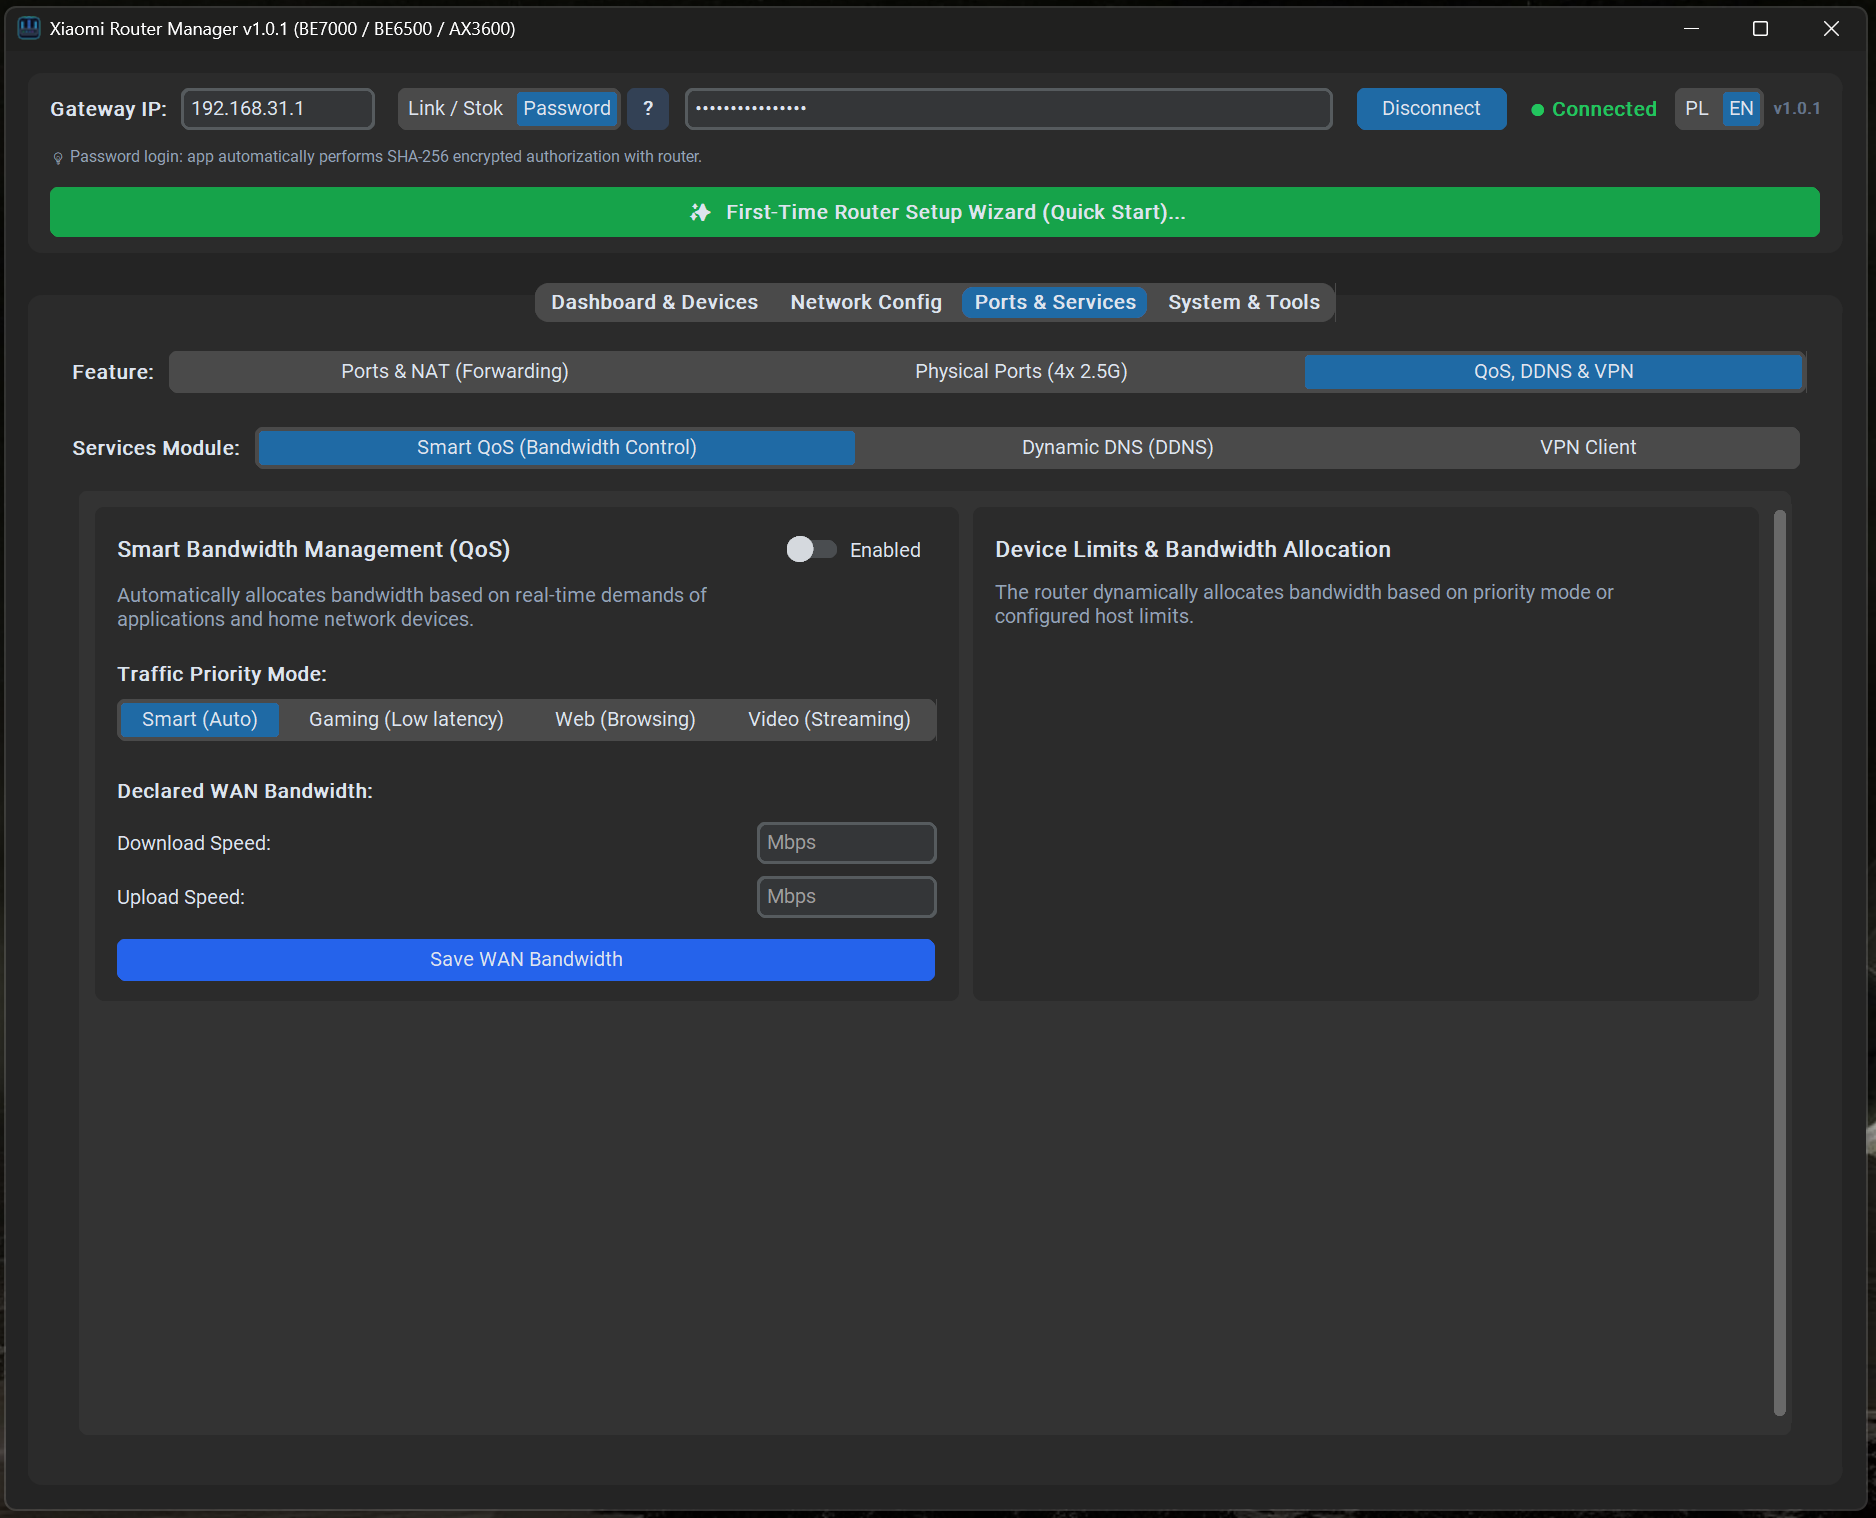 Xiaomi Router Manager v1.0.1 (BE7000 / BE6500 / AX3600)
Gateway IP: 192.168.31.1 Link / Stok Password ? •••••••••••••••• Disconnect ● Connected PL EN v1.0.1
Password login: app automatically performs SHA-256 encrypted authorization with router.
First-Time Router Setup Wizard (Quick Start)...
Dashboard & Devices Network Config Ports & Services System & Tools
Feature: Ports & NAT (Forwarding) Physical Ports (4x 2.5G) QoS, DDNS & VPN
Services Module: Smart QoS (Bandwidth Control) Dynamic DNS (DDNS) VPN Client
Smart Bandwidth Management (QoS) Enabled
Automatically allocates bandwidth based on real-time demands of
applications and home network devices.
Traffic Priority Mode:
Smart (Auto) Gaming (Low latency) Web (Browsing) Video (Streaming)
Declared WAN Bandwidth:
Download Speed: Mbps
Upload Speed: Mbps
Save WAN Bandwidth
Device Limits & Bandwidth Allocation
The router dynamically allocates bandwidth based on priority mode or
configured host limits.